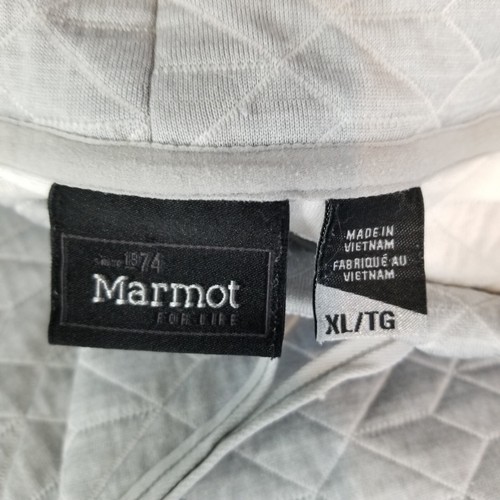 SINCE 1974
Marmot
FOR LIFE
MADE IN
VIETNAM
FABRIQUÉ AU
VIETNAM
XL/TG